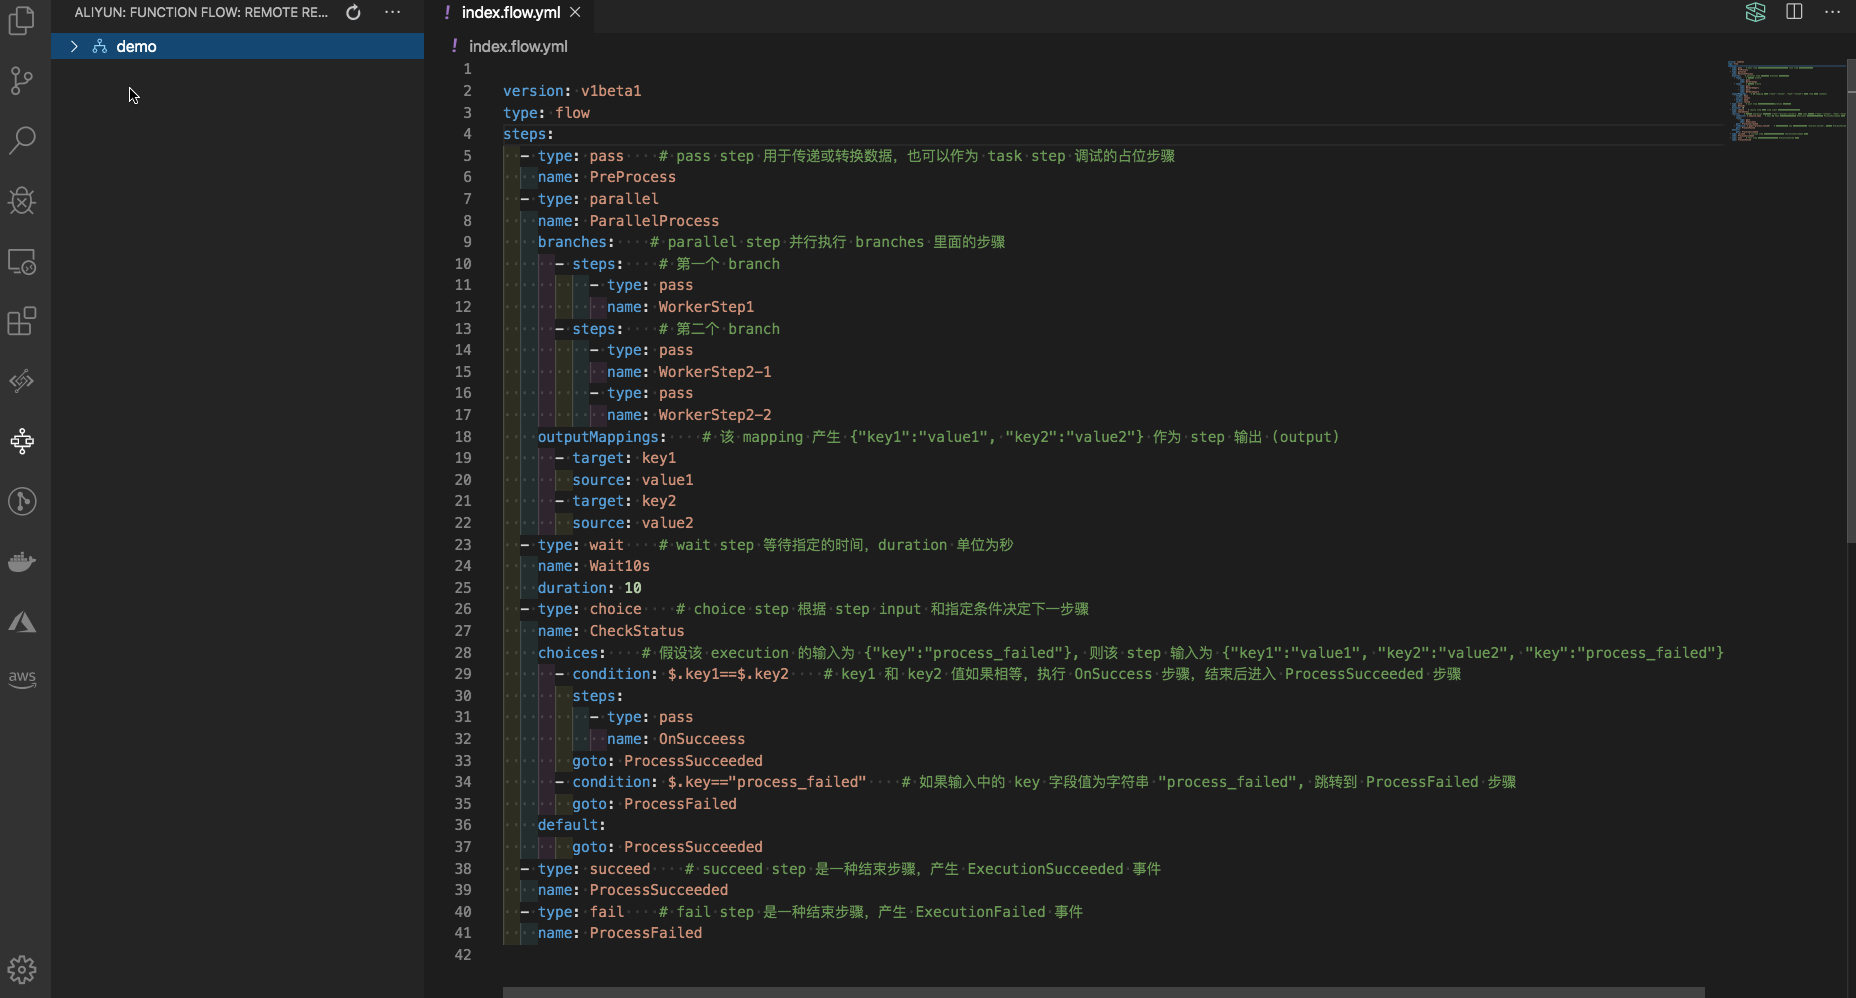 ALIYUN: FUNCTION FLOW: REMOTE RE...
demo
index.flow.yml
index.flow.yml
1
2 version: v1beta1
3 type: flow
4 steps:
5 - type: pass # pass step 用于传递或转换数据，也可以作为 task step 调试的占位步骤
6 name: PreProcess
7 - type: parallel
8 name: ParallelProcess
9 branches: # parallel step 并行执行 branches 里面的步骤
10 - steps: # 第一个 branch
11 - type: pass
12 name: WorkerStep1
13 - steps: # 第二个 branch
14 - type: pass
15 name: WorkerStep2-1
16 - type: pass
17 name: WorkerStep2-2
18 outputMappings: # 该 mapping 产生 {"key1":"value1", "key2":"value2"} 作为 step 输出 (output)
19 - target: key1
20 source: value1
21 - target: key2
22 source: value2
23 - type: wait # wait step 等待指定的时间，duration 单位为秒
24 name: Wait10s
25 duration: 10
26 - type: choice # choice step 根据 step input 和指定条件决定下一步骤
27 name: CheckStatus
28 choices: # 假设该 execution 的输入为 {"key":"process_failed"}, 则该 step 输入为 {"key1":"value1", "key2":"value2", "key":"process_failed"}
29 - condition: $.key1==$.key2 # key1 和 key2 值如果相等，执行 OnSuccess 步骤，结束后进入 ProcessSucceeded 步骤
30 steps:
31 - type: pass
32 name: OnSucceess
33 goto: ProcessSucceeded
34 - condition: $.key=="process_failed" # 如果输入中的 key 字段值为字符串 "process_failed", 跳转到 ProcessFailed 步骤
35 goto: ProcessFailed
36 default:
37 goto: ProcessSucceeded
38 - type: succeed # succeed step 是一种结束步骤，产生 ExecutionSucceeded 事件
39 name: ProcessSucceeded
40 - type: fail # fail step 是一种结束步骤，产生 ExecutionFailed 事件
41 name: ProcessFailed
42
aws